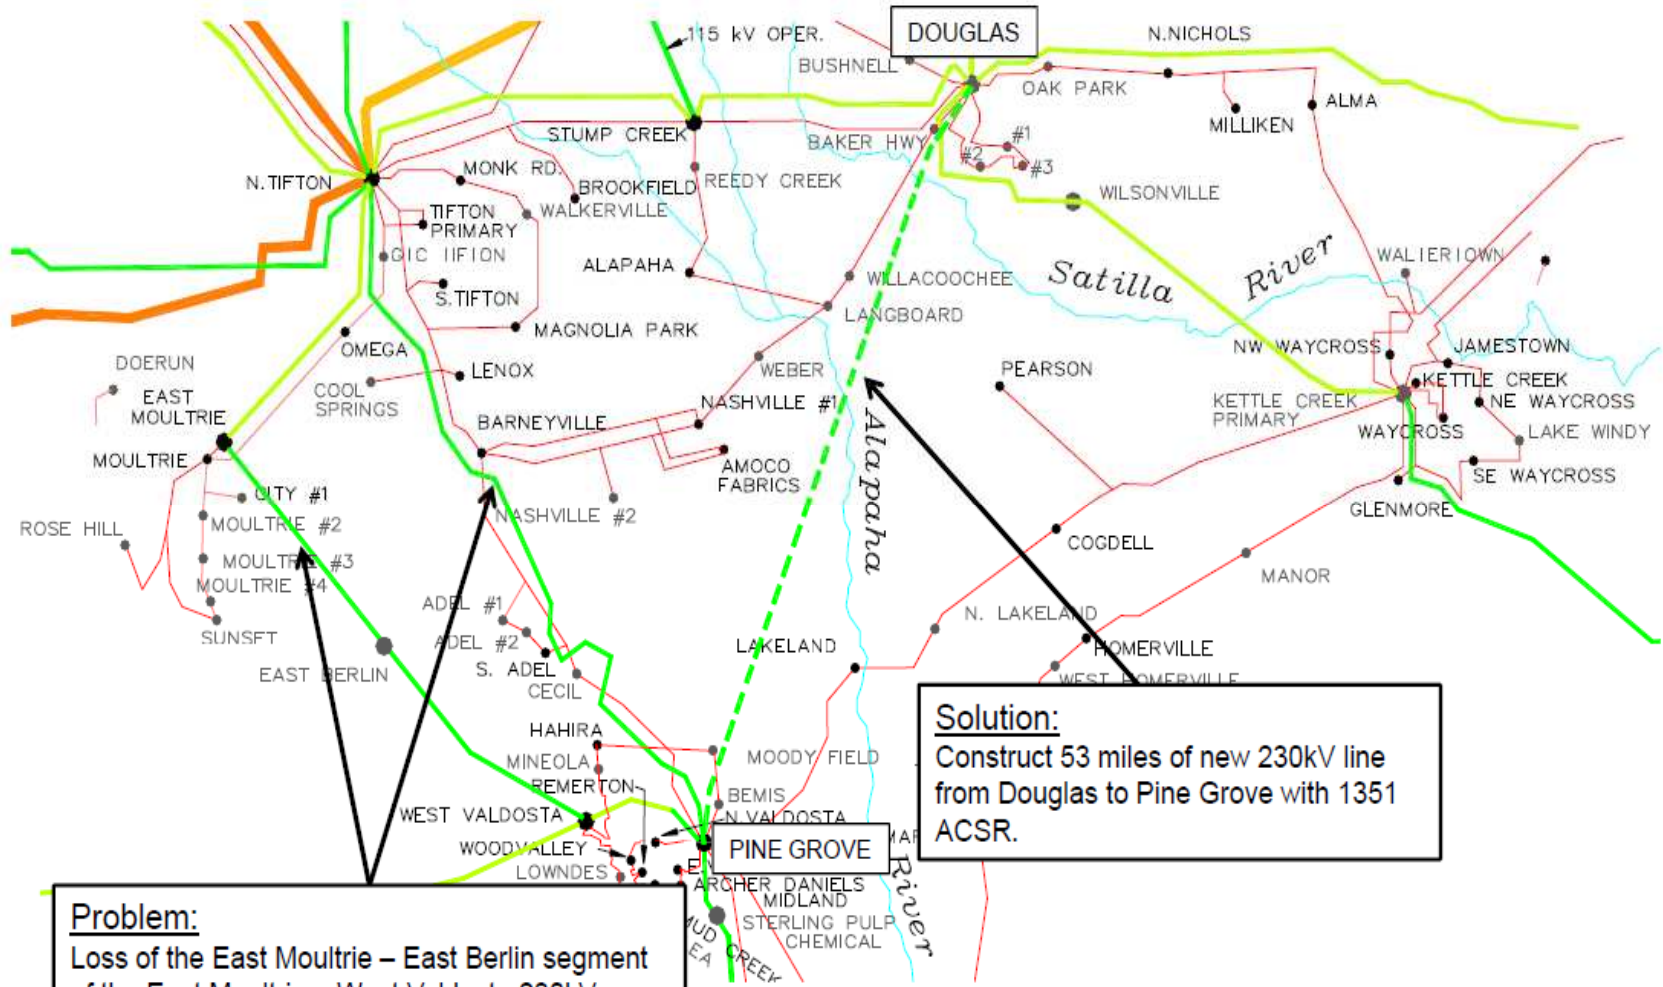 115 kV OPER.
DOUGLAS
N.NICHOLS
BUSHNELL
OAK PARK
ALMA
MILLIKEN
STUMP CREEK
BAKER HWY
#1
#2
#3
N.TIFTON
MONK RD.
BROOKFIELD
REEDY CREEK
WILSONVILLE
TIFTON
PRIMARY
WALKERVILLE
ALAPAHA
WILLACOOCHEE
Satilla
River
S.TIFTON
LANGBOARD
MAGNOLIA PARK
OMEGA
NW WAYCROSS
JAMESTOWN
DOERUN
LENOX
WEBER
PEARSON
KETTLE CREEK
EAST
MOULTRIE
COOL
SPRINGS
NASHVILLE #1
KETTLE CREEK
PRIMARY
NE WAYCROSS
BARNEYVILLE
WAYCROSS
LAKE WINDY
MOULTRIE
AMOCO
FABRICS
Alapaha
SE WAYCROSS
CITY #1
NASHVILLE #2
GLENMORE
ROSE HILL
MOULTRIE #2
COGDELL
MOULTRIE #3
MANOR
MOULTRIE #4
ADEL #1
N. LAKELAND
ADEL #2
LAKELAND
HOMERVILLE
EAST BERLIN
S. ADEL
CECIL
WEST HOMERVILLE
HAHIRA
MINEOLA
MOODY FIELD
REMERTON
BEMIS
WEST VALDOSTA
N VALDOSTA
WOODVALLEY
PINE GROVE
LOWNDES
ARCHER DANIELS
MIDLAND
River
STERLING PULP
CHEMICAL
MUD CREEK
Solution:
Construct 53 miles of new 230kV line
from Douglas to Pine Grove with 1351
ACSR.
Problem:
Loss of the East Moultrie – East Berlin segment